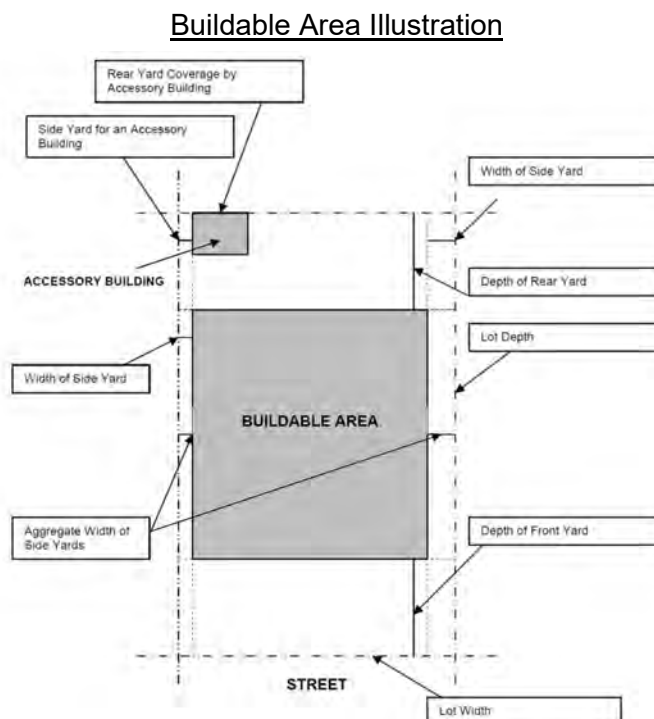 Buildable Area Illustration
Rear Yard Coverage by
Accessory Building
Side Yard for an Accessory
Building
Width of Side Yard
ACCESSORY BUILDING
Depth of Rear Yard
Lot Depth
Width of Side Yard
BUILDABLE AREA
Aggregate Width of
Side Yards
Depth of Front Yard
STREET
Lot Width